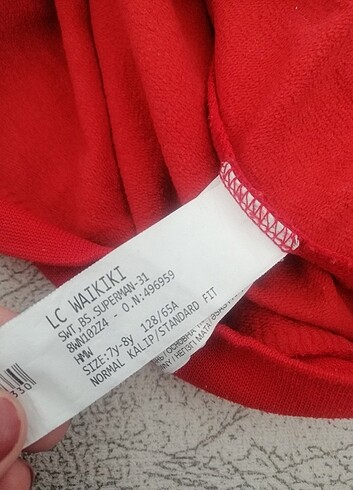 LC WAIKIKI
SWT,BS.SUPERMAN-31
8WN102Z4 - O.N:496959
HMW
SIZE:7y-8y 128/65A
NORMAL KALIP/STANDARD FIT